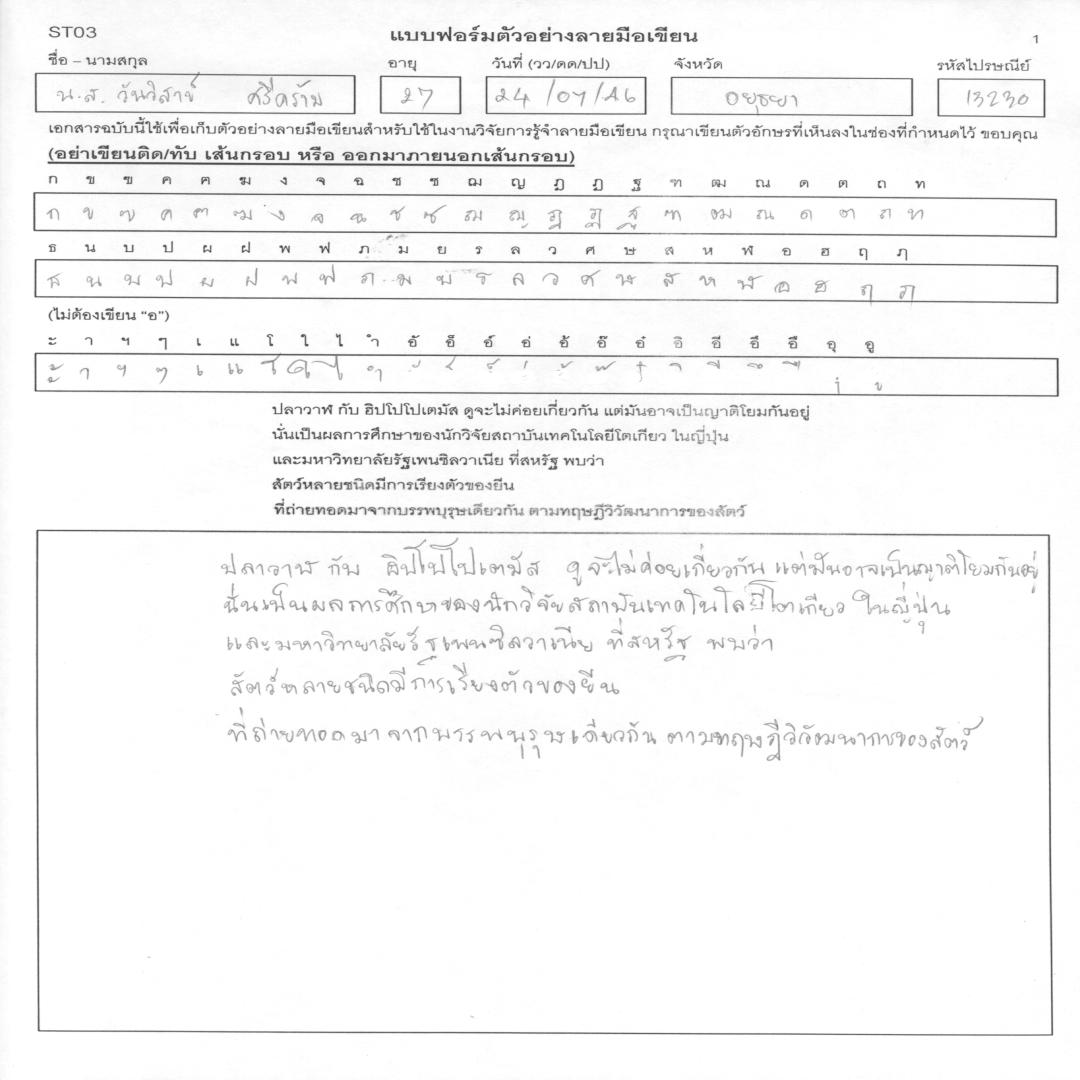 ST03
แบบฟอร์มตัวอย่างลายมือเขียน
1
ชื่อ – นามสกุล อายุ วันที่ (วว/ดด/ปป) จังหวัด รหัสไปรษณีย์
น.ส. วันวิสาข์ ศรีคร้าม 27 24/07/46 อยุธยา 13230
เอกสารฉบับนี้ใช้เพื่อเก็บตัวอย่างลายมือเขียนสำหรับใช้ในงานวิจัยการรู้จำลายมือเขียน กรุณาเขียนตัวอักษรที่เห็นลงในช่องที่กำหนดไว้ ขอบคุณ
(อย่าเขียนติด/ทับ เส้นกรอบ หรือ ออกมาภายนอกเส้นกรอบ)
ก ข ฃ ค ฅ ฆ ง จ ฉ ช ซ ฌ ญ ฎ ฏ ฐ ฑ ฒ ณ ด ต ถ ท
ก ข ฃ ค ฅ ฆ ง จ ฉ ช ซ ฌ ญ ฎ ฏ ฐ ฑ ฒ ณ ด ต ถ ท
ธ น บ ป ผ ฝ พ ฟ ภ ม ย ร ล ว ศ ษ ส ห ฬ อ ฮ ฤ ฦ
ธ น บ ป ผ ฝ พ ฟ ภ ม ย ร ล ว ศ ษ ส ห ฬ อ ฮ ฤ ฦ
(ไม่ต้องเขียน “อ”)
ะ า ฯ ๆ เ แ โ ใ ไ ำ อั อ็ อ์ อ่ อ้ อ๊ อ๋ อิ อี อึ อื อุ อู
ะ า ฯ ๆ เ แ โ ใ ไ ำ ั ็ ์ ่ ้ ๊ ๋ ิ ี ึ ื ุ ู
ปลาวาฬ กับ ฮิปโปโปเตมัส ดูจะไม่ค่อยเกี่ยวกัน แต่มันอาจเป็นญาติโยมกันอยู่
นั่นเป็นผลการศึกษาของนักวิจัยสถาบันเทคโนโลยีโตเกียว ในญี่ปุ่น
และมหาวิทยาลัยรัฐเพนซิลวาเนีย ที่สหรัฐ พบว่า
สัตว์หลายชนิดมีการเรียงตัวของยีน
ที่ถ่ายทอดมาจากบรรพบุรุษเดียวกัน ตามทฤษฎีวิวัฒนาการของสัตว์
ปลาวาฬ กับ ฮิปโปโปเตมัส ดูจะไม่ค่อยเกี่ยวกัน แต่มันอาจเป็นญาติโยมกันอยู่
นั่นเป็นผลการศึกษาของนักวิจัยสถาบันเทคโนโลยีโตเกียว ในญี่ปุ่น
และมหาวิทยาลัยรัฐเพนซิลวาเนีย ที่สหรัฐ พบว่า
สัตว์หลายชนิดมีการเรียงตัวของยีน
ที่ถ่ายทอดมาจากบรรพบุรุษเดียวกัน ตามทฤษฎีวิวัฒนาการของสัตว์